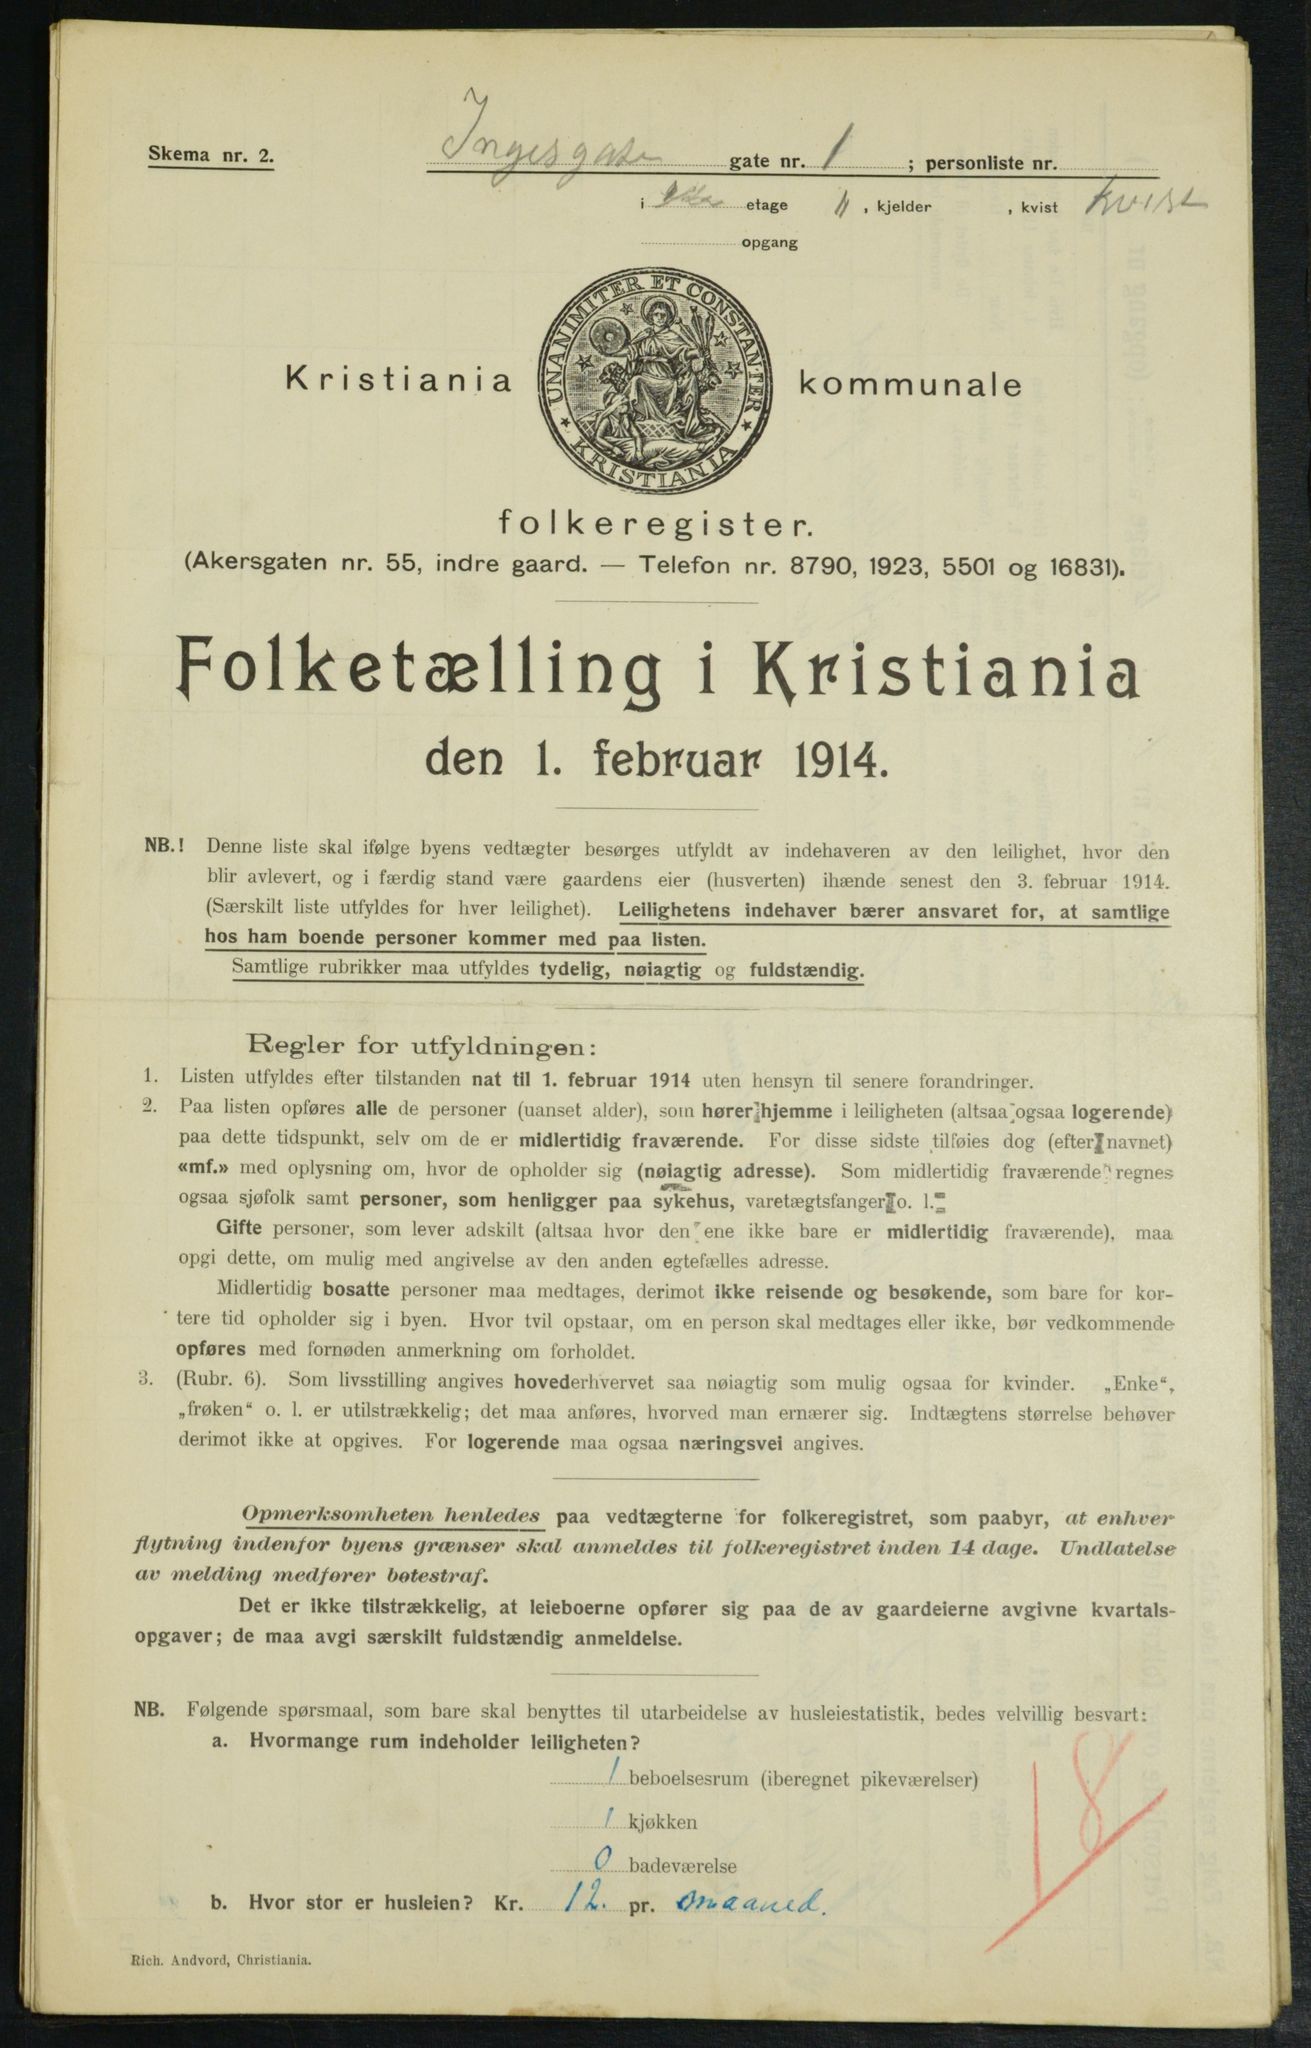 Skema nr. 2.
Ingesgate gate nr. 1 ; personliste nr.
i etage " , kjelder , kvist kvist
opgang
UNANIMITER ET CONSTANTER
KRISTIANIA
Kristiania kommunale
folkeregister.
(Akersgaten nr. 55, indre gaard. — Telefon nr. 8790, 1923, 5501 og 16831).
Folketælling i Kristiania
den 1. februar 1914.
NB.! Denne liste skal ifølge byens vedtægter besørges utfyldt av indehaveren av den leilighet, hvor den
blir avlevert, og i færdig stand være gaardens eier (husverten) ihænde senest den 3. februar 1914.
(Særskilt liste utfyldes for hver leilighet). Leilighetens indehaver bærer ansvaret for, at samtlige
hos ham boende personer kommer med paa listen.
Samtlige rubrikker maa utfyldes tydelig, nøiagtig og fuldstændig.
Regler for utfyldningen:
1. Listen utfyldes efter tilstanden nat til 1. februar 1914 uten hensyn til senere forandringer.
2. Paa listen opføres alle de personer (uanset alder), som hører hjemme i leiligheten (altsaa ogsaa logerende)
paa dette tidspunkt, selv om de er midlertidig fraværende. For disse sidste tilføies dog (efter navnet)
«mf.» med oplysning om, hvor de opholder sig (nøiagtig adresse). Som midlertidig fraværende regnes
ogsaa sjøfolk samt personer, som henligger paa sykehus, varetægtsfanger o. l.
Gifte personer, som lever adskilt (altsaa hvor den ene ikke bare er midlertidig fraværende), maa
opgi dette, om mulig med angivelse av den anden egtefælles adresse.
Midlertidig bosatte personer maa medtages, derimot ikke reisende og besøkende, som bare for kor-
tere tid opholder sig i byen. Hvor tvil opstaar, om en person skal medtages eller ikke, bør vedkommende
opføres med fornøden anmerkning om forholdet.
3. (Rubr. 6). Som livsstilling angives hovederhvervet saa nøiagtig som mulig ogsaa for kvinder. „Enke“,
„frøken“ o. l. er utilstrækkelig; det maa anføres, hvorved man ernærer sig. Indtægtens størrelse behøver
derimot ikke at opgives. For logerende maa ogsaa næringsvei angives.
Opmerksomheten henledes paa vedtægterne for folkeregistret, som paabyr, at enhver
flytning indenfor byens grænser skal anmeldes til folkeregistret inden 14 dage. Undlatelse
av melding medfører bøtestraf.
Det er ikke tilstrækkelig, at leieboerne opfører sig paa de av gaardeierne avgivne kvartals-
opgaver; de maa avgi særskilt fuldstændig anmeldelse.
NB. Følgende spørsmaal, som bare skal benyttes til utarbeidelse av husleiestatistik, bedes velvillig besvart:
a. Hvormange rum indeholder leiligheten?
1 beboelsesrum (iberegnet pikeværelser)
1 kjøkken
0 badeværelse
18
b. Hvor stor er husleien? Kr. 12. pr. maaned.
Rich. Andvord, Christiania.